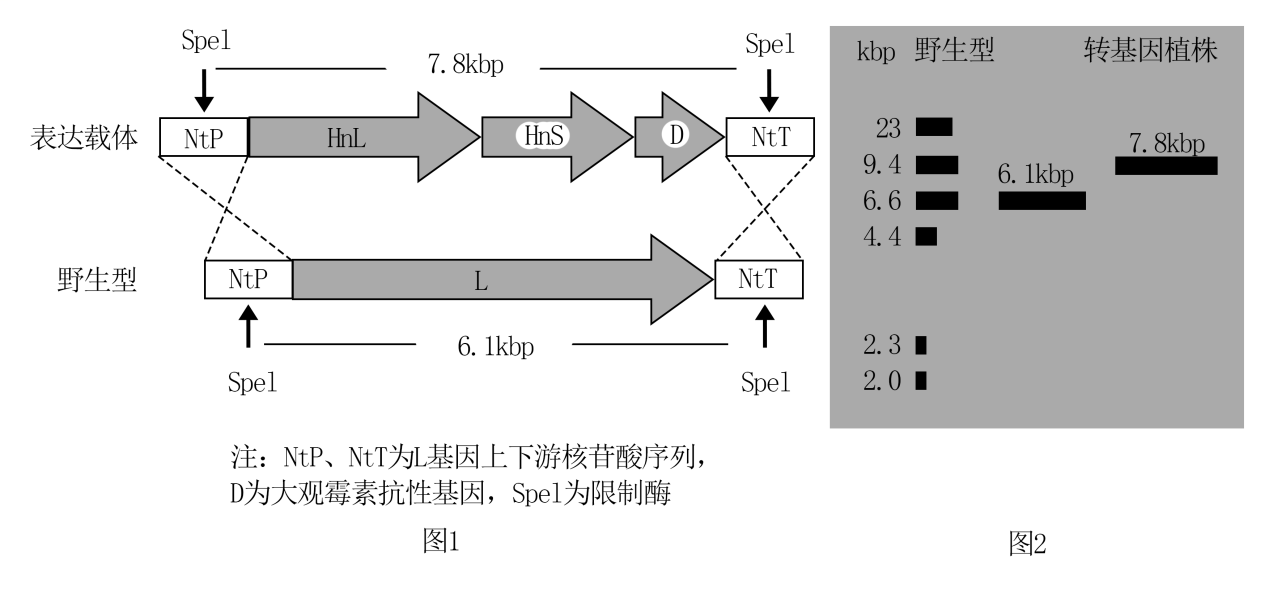 SpeI
7.8kbp
SpeI
表达载体
NtP
HnL
HnS
D
NtT
野生型
NtP
L
NtT
SpeI
6.1kbp
SpeI
注：NtP、NtT为L基因上下游核苷酸序列，
D为大观霉素抗性基因，SpeI为限制酶
图1
kbp 野生型 转基因植株
23
9.4
7.8kbp
6.1kbp
6.6
4.4
2.3
2.0
图2